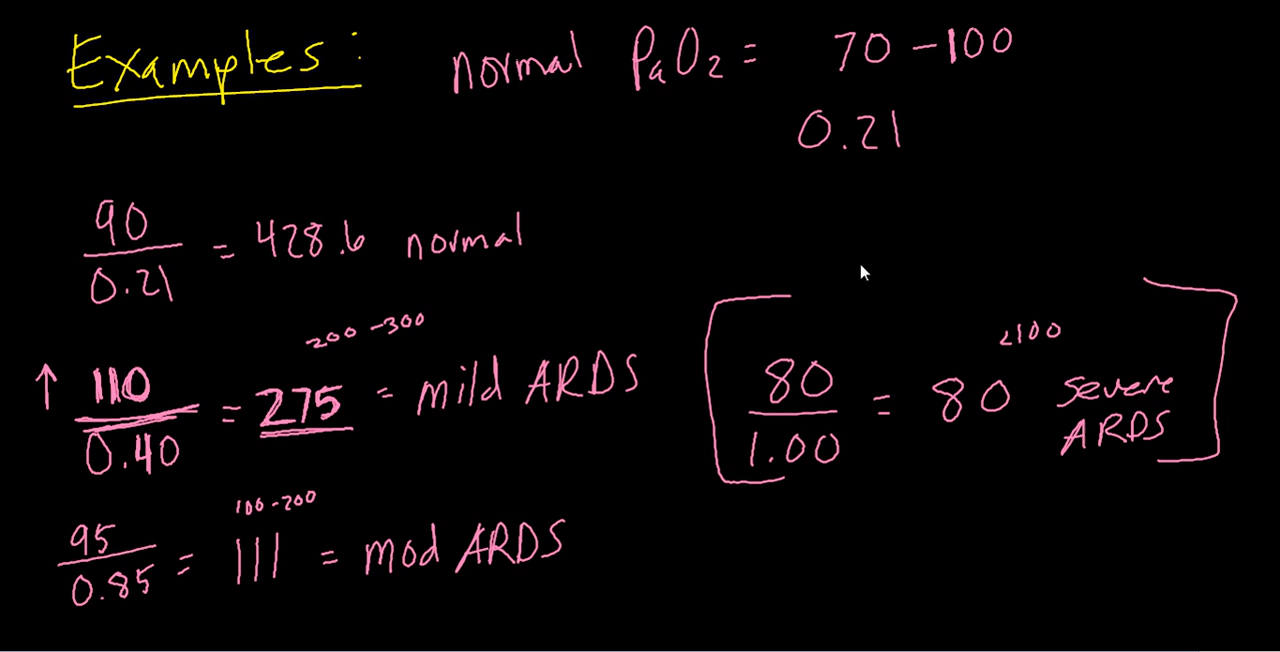 Examples: normal PaO2 = 70-100
0.21
90
0.21
= 428.6 normal
200-300
↑ 110
0.40
= 275 = mild ARDS
100-200
95
0.85
= 111 = mod ARDS
<100
80
1.00
= 80 severe
ARDS